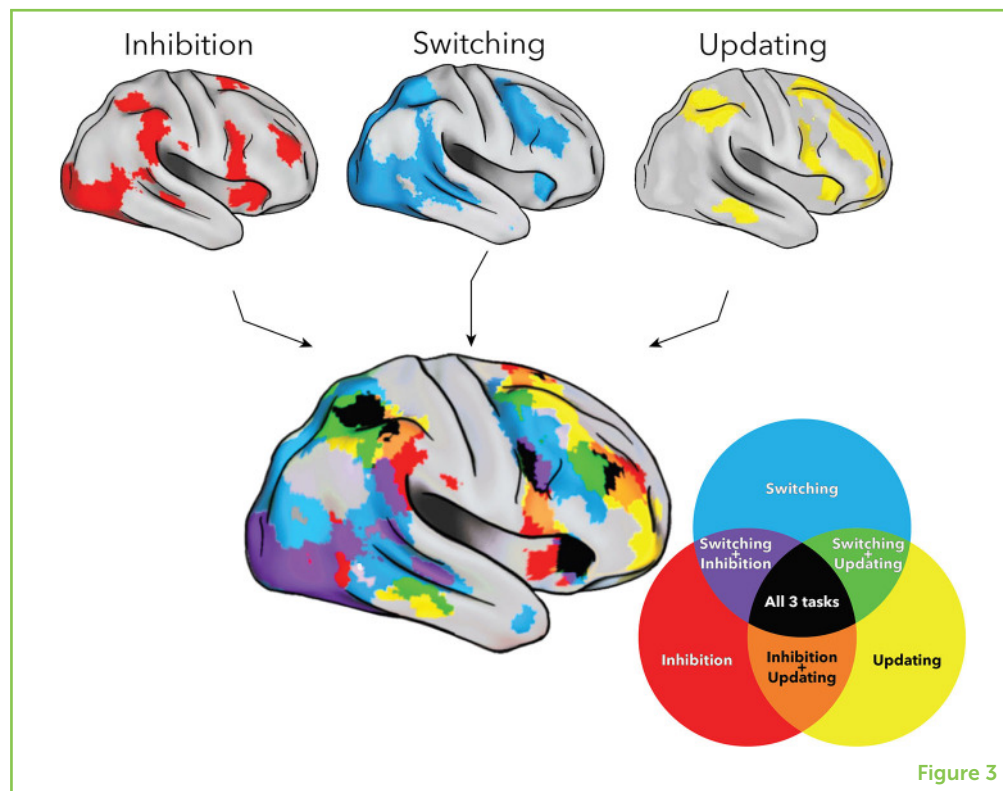 Inhibition
Switching
Updating
Switching
Switching
+
Inhibition
Switching
+
Updating
All 3 tasks
Inhibition
Inhibition
+
Updating
Updating
Figure 3